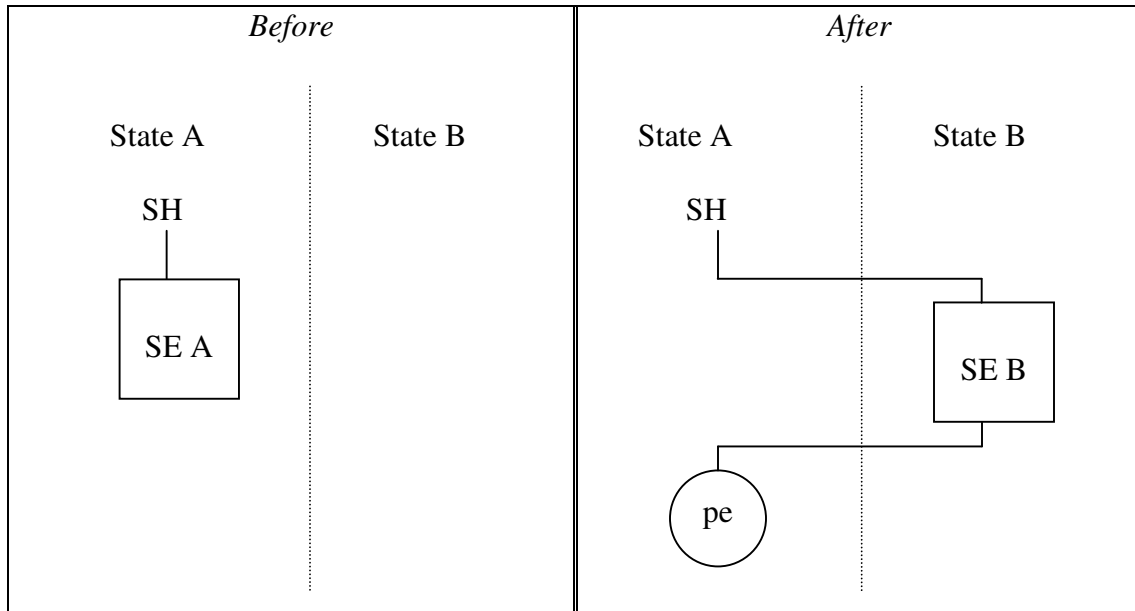 Before
State A
State B
SH
SE A
After
State A
State B
SH
SE B
pe